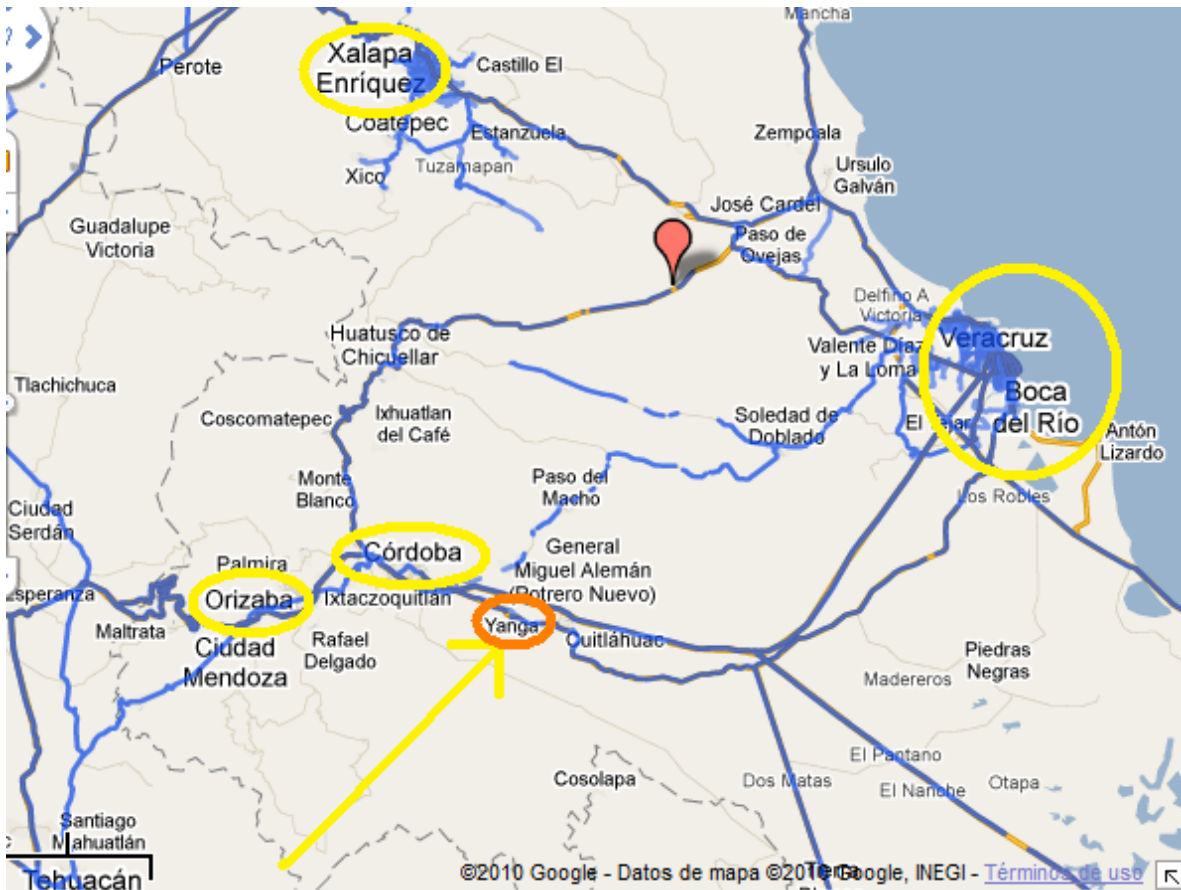 Mancha
Xalapa
Enríquez
Castillo El
Perote
Coatepec
Estanzuela
Zempoala
Tuzamapan
Xico
Ursulo
Galván
José Cardel
Guadalupe
Victoria
Paso de
Ovejas
Delfino A
Victoria
Huatusco de
Chicuellar
Valente Díaz
y La Loma
Veracruz
Tlachichuca
Boca
del Río
Coscomatepec
Ixhuatlan
del Café
Soledad de
Doblado
El Tejar
Antón
Lizardo
Monte
Blanco
Paso del
Macho
Los Robles
Ciudad
Serdán
Córdoba
General
Miguel Alemán
(Potrero Nuevo)
Palmira
Esperanza
Orizaba
Ixtaczoquitlán
Yanga
Cuitláhuac
Maltrata
Ciudad
Mendoza
Rafael
Delgado
Piedras
Negras
Madereros
El Pantano
Cosolapa
Dos Matas
El Nanche
Otapa
Santiago
Mahuatlán
Tehuacán
©2010 Google - Datos de mapa ©2010 Google, INEGI - Términos de uso